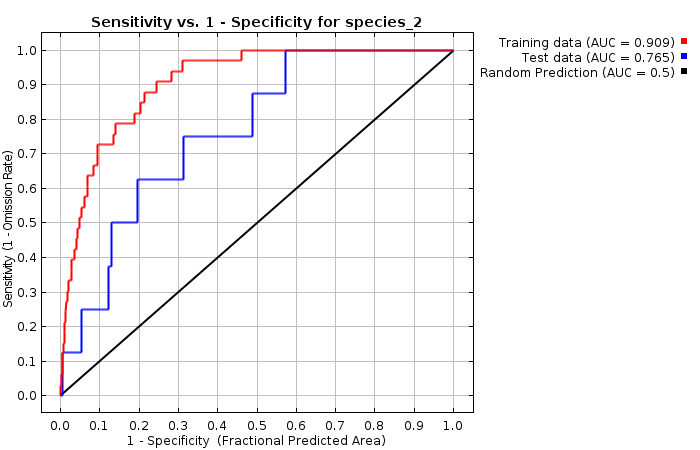 Sensitivity vs. 1 - Specificity for species_2
Training data (AUC = 0.909)
Test data (AUC = 0.765)
Random Prediction (AUC = 0.5)
Sensitivity (1 - Omission Rate)
1.0
0.9
0.8
0.7
0.6
0.5
0.4
0.3
0.2
0.1
0.0
0.0 0.1 0.2 0.3 0.4 0.5 0.6 0.7 0.8 0.9 1.0
1 - Specificity (Fractional Predicted Area)